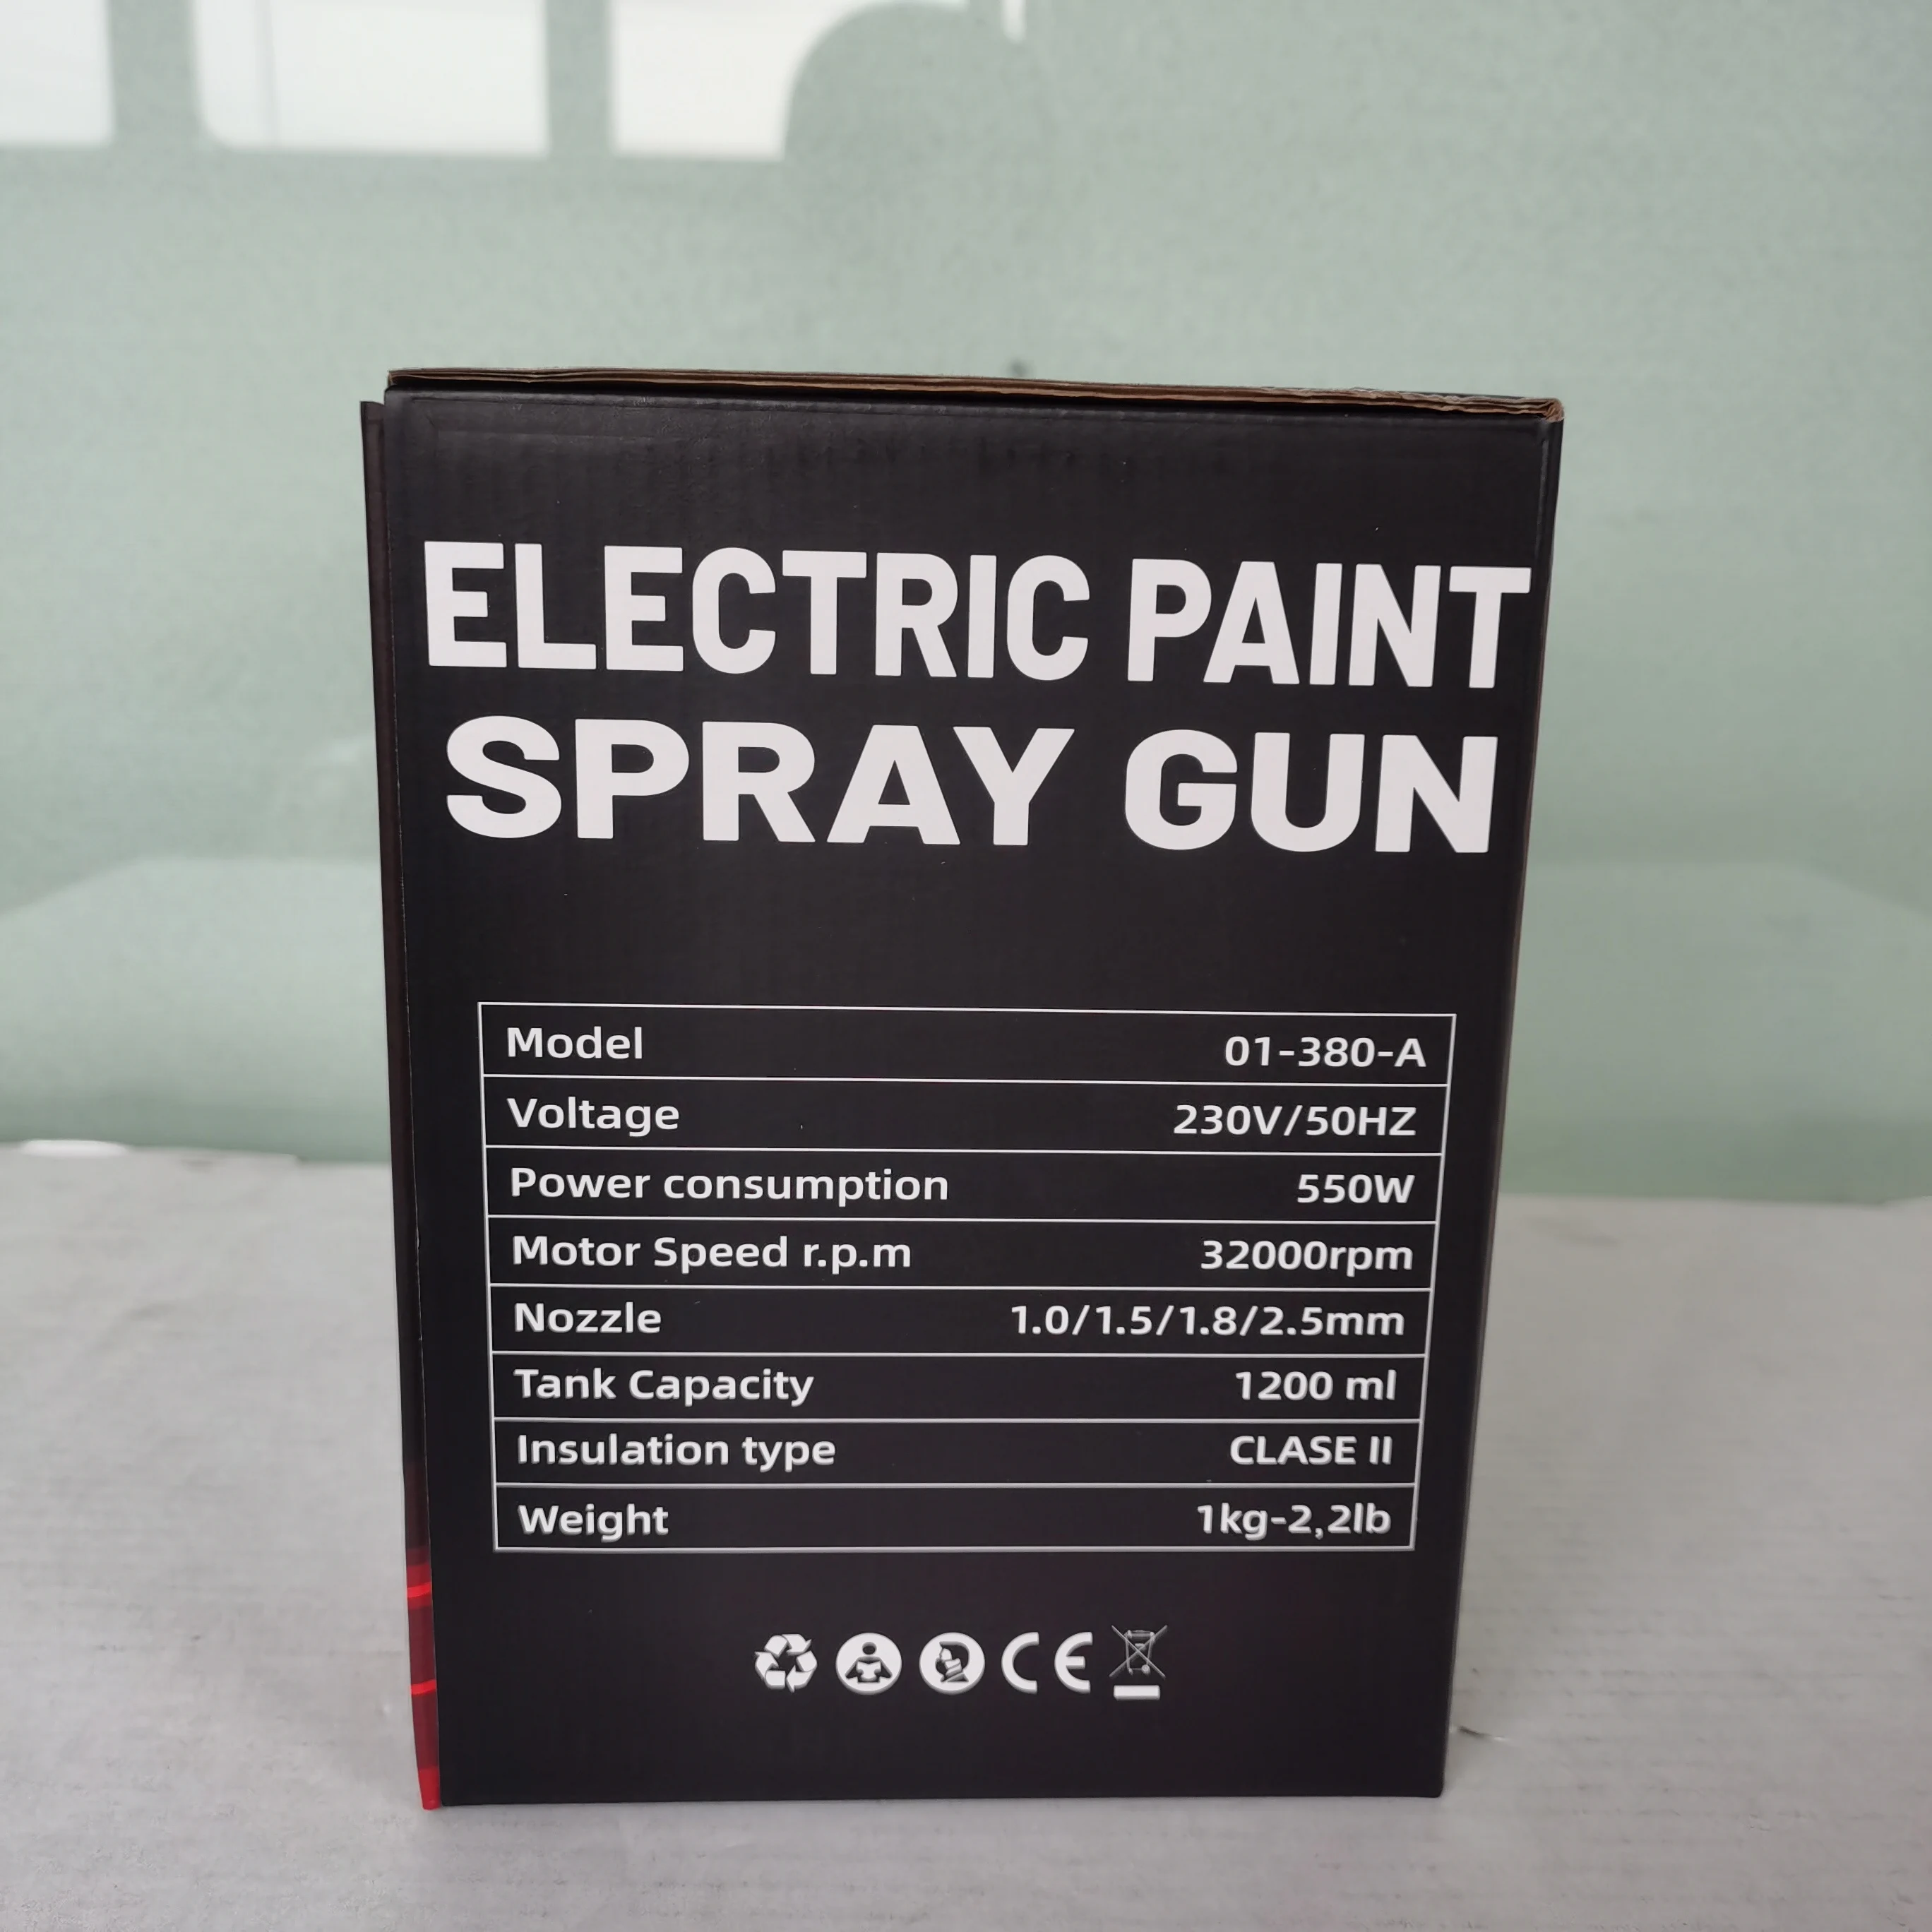 ELECTRIC PAINT
SPRAY GUN
Model 01-380-A
Voltage 230V/50HZ
Power consumption 550W
Motor Speed r.p.m 32000rpm
Nozzle 1.0/1.5/1.8/2.5mm
Tank Capacity 1200 ml
Insulation type CLASE II
Weight 1kg-2,2lb
CE